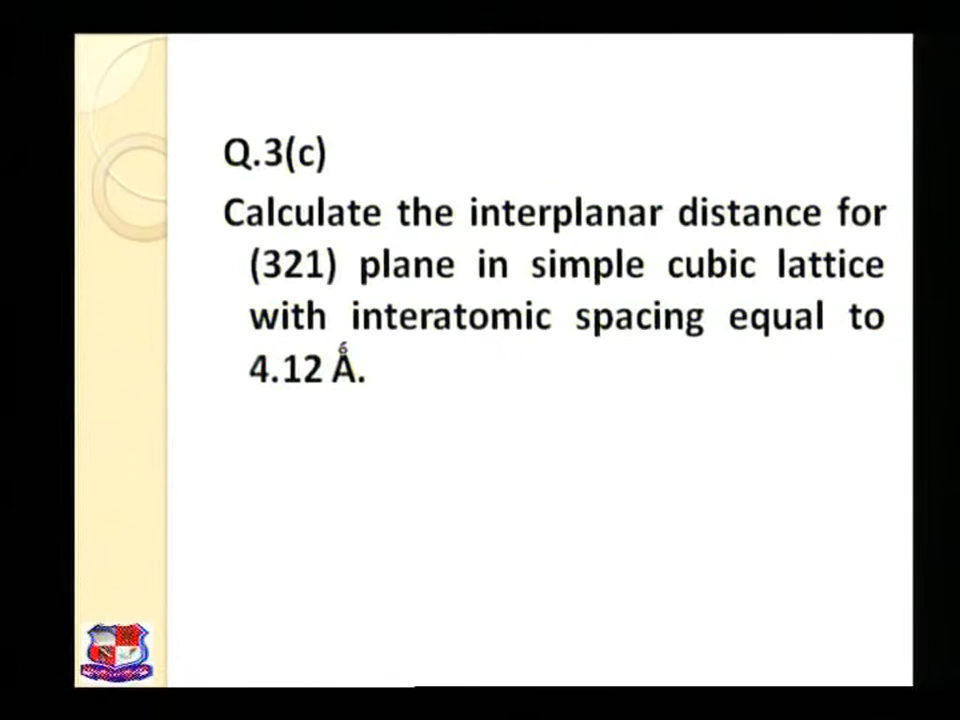 Q.3(c)
Calculate the interplanar distance for
(321) plane in simple cubic lattice
with interatomic spacing equal to
4.12 Ǻ.